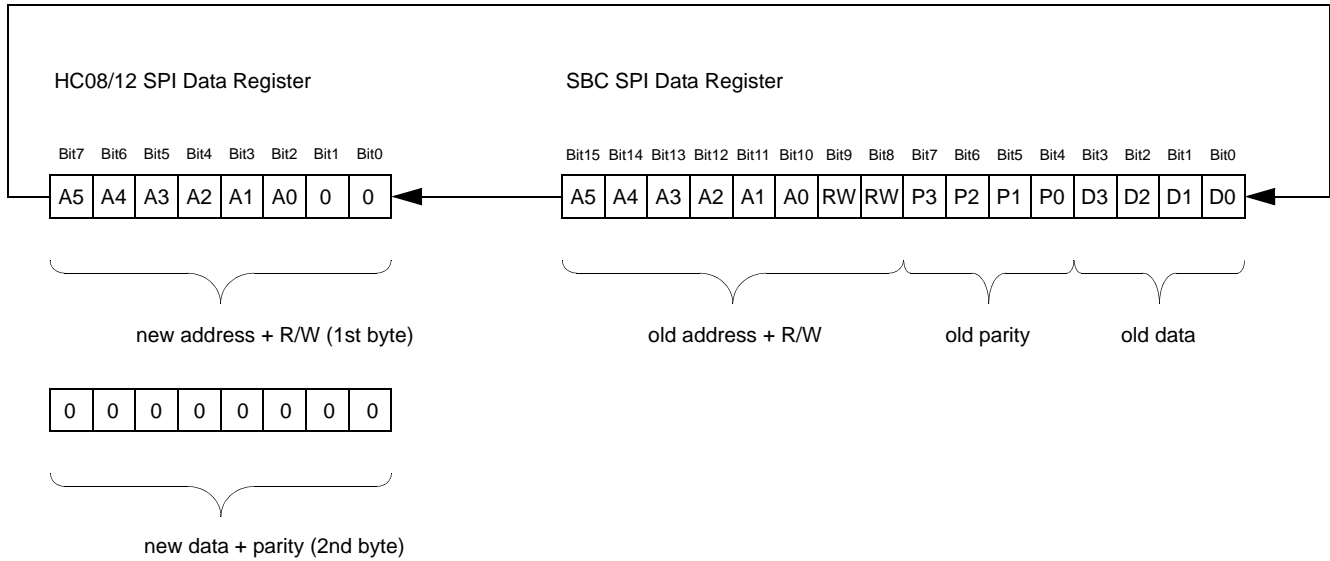 HC08/12 SPI Data Register SBC SPI Data Register
Bit7 Bit6 Bit5 Bit4 Bit3 Bit2 Bit1 Bit0 Bit15 Bit14 Bit13 Bit12 Bit11 Bit10 Bit9 Bit8 Bit7 Bit6 Bit5 Bit4 Bit3 Bit2 Bit1 Bit0
A5 A4 A3 A2 A1 A0 0 0 A5 A4 A3 A2 A1 A0 RW RW P3 P2 P1 P0 D3 D2 D1 D0
new address + R/W (1st byte) old address + R/W old parity old data
0 0 0 0 0 0 0 0
new data + parity (2nd byte)